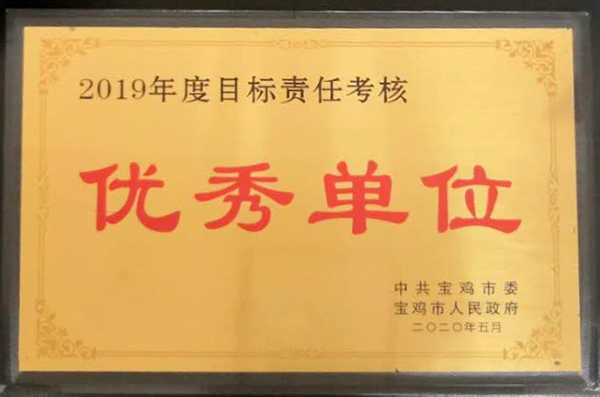 2019年度目标责任考核
优秀单位
中共宝鸡市委
宝鸡市人民政府
二〇二〇年五月